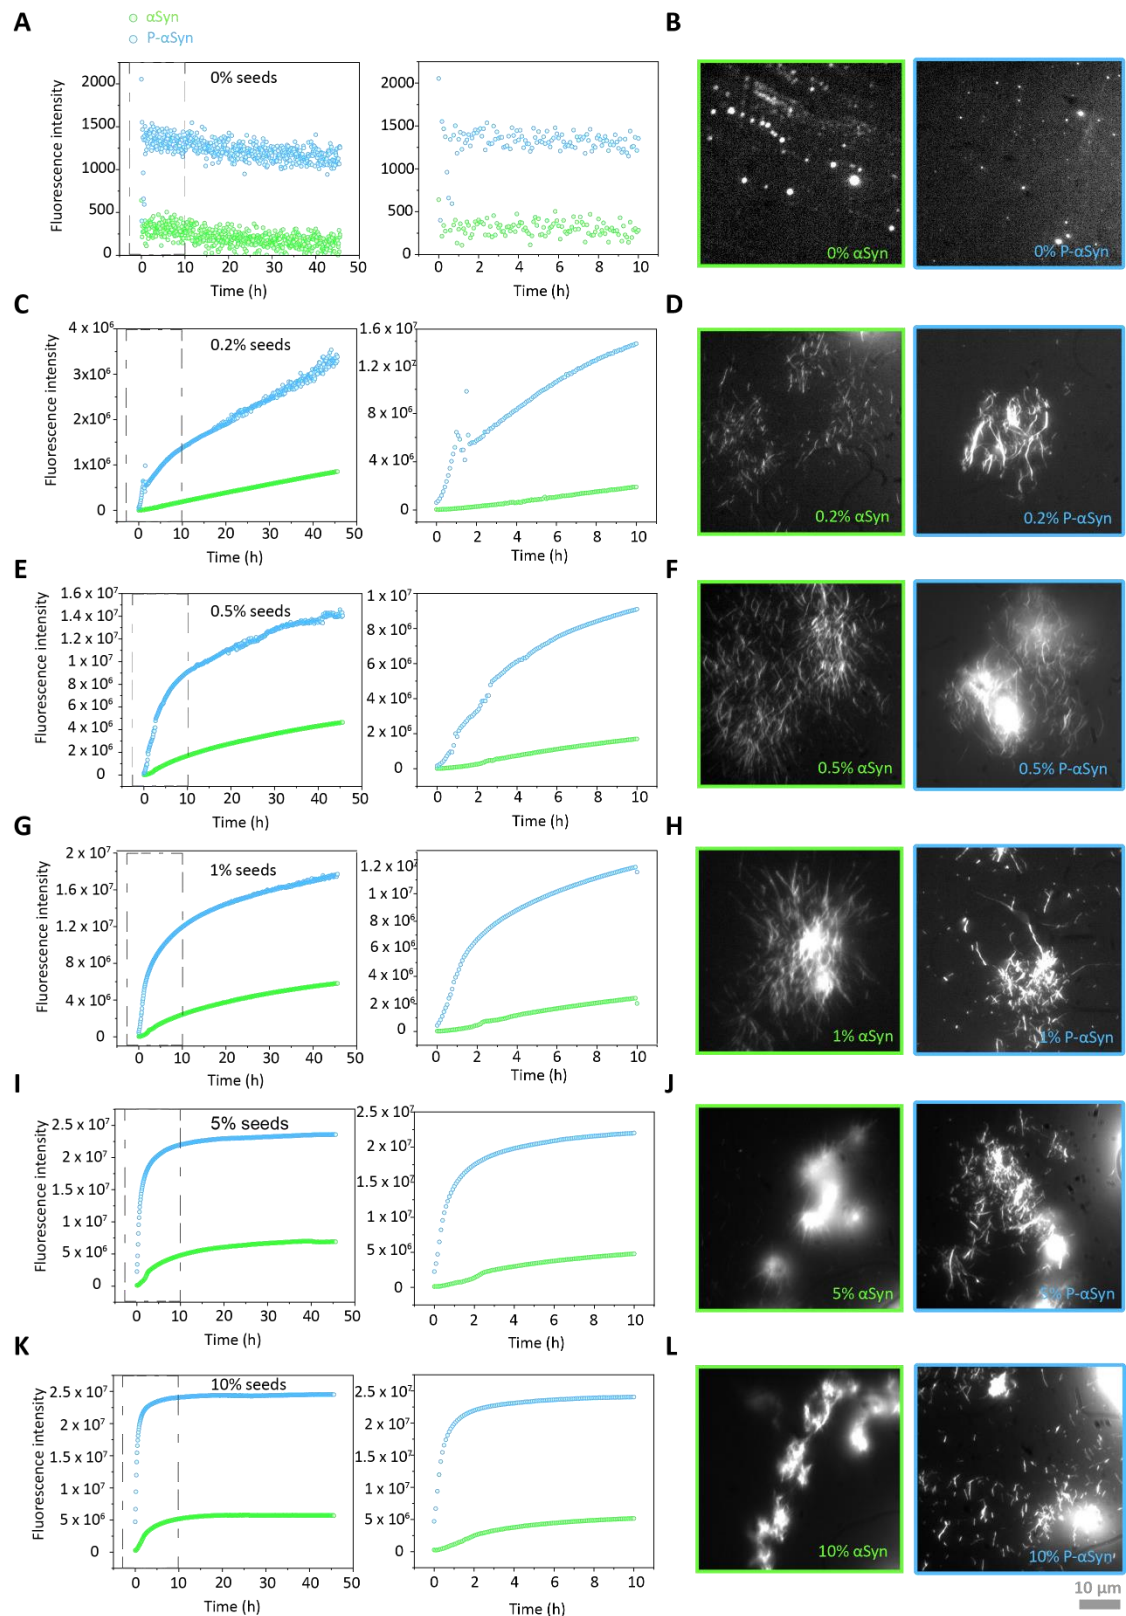 A
αSyn
P-αSyn
B
Fluorescence intensity
2000
1500
1000
500
0
0% seeds
0 10 20 30 40 50
Time (h)
2000
1500
1000
500
0
0 2 4 6 8 10
Time (h)
0% αSyn
0% P-αSyn
C
D
Fluorescence intensity
4 x 10⁶
3x10⁶
2x10⁶
1x10⁶
0
0.2% seeds
0 10 20 30 40 50
Time (h)
1.6 x 10⁷
1.2 x 10⁷
8 x 10⁶
4 x 10⁶
0
0 2 4 6 8 10
Time (h)
0.2% αSyn
0.2% P-αSyn
E
F
Fluorescence intensity
1.6 x 10⁷
1.4 x 10⁷
1.2 x 10⁷
1 x 10⁷
8 x 10⁶
6 x 10⁶
4 x 10⁶
2 x 10⁶
0
0.5% seeds
0 10 20 30 40 50
Time (h)
1 x 10⁷
8 x 10⁶
6 x 10⁶
4 x 10⁶
2 x 10⁶
0
0 2 4 6 8 10
Time (h)
0.5% αSyn
0.5% P-αSyn
G
H
Fluorescence intensity
2 x 10⁷
1.6 x 10⁷
1.2 x 10⁷
8 x 10⁶
4 x 10⁶
0
1% seeds
0 10 20 30 40 50
Time (h)
1.2 x 10⁷
1 x 10⁷
8 x 10⁶
6 x 10⁶
4 x 10⁶
2 x 10⁶
0
0 2 4 6 8 10
Time (h)
1% αSyn
1% P-αSyn
I
J
Fluorescence intensity
2.5 x 10⁷
2 x 10⁷
1.5 x 10⁷
1 x 10⁷
5 x 10⁶
0
5% seeds
0 10 20 30 40 50
Time (h)
2.5 x 10⁷
2 x 10⁷
1.5 x 10⁷
1 x 10⁷
5 x 10⁶
0
0 2 4 6 8 10
Time (h)
5% αSyn
5% P-αSyn
K
L
Fluorescence intensity
2.5 x 10⁷
2 x 10⁷
1.5 x 10⁷
1 x 10⁷
5 x 10⁶
0
10% seeds
0 10 20 30 40 50
Time (h)
2.5 x 10⁷
2 x 10⁷
1.5 x 10⁷
1 x 10⁷
5 x 10⁶
0
0 2 4 6 8 10
Time (h)
10% αSyn
10% P-αSyn
10 μm